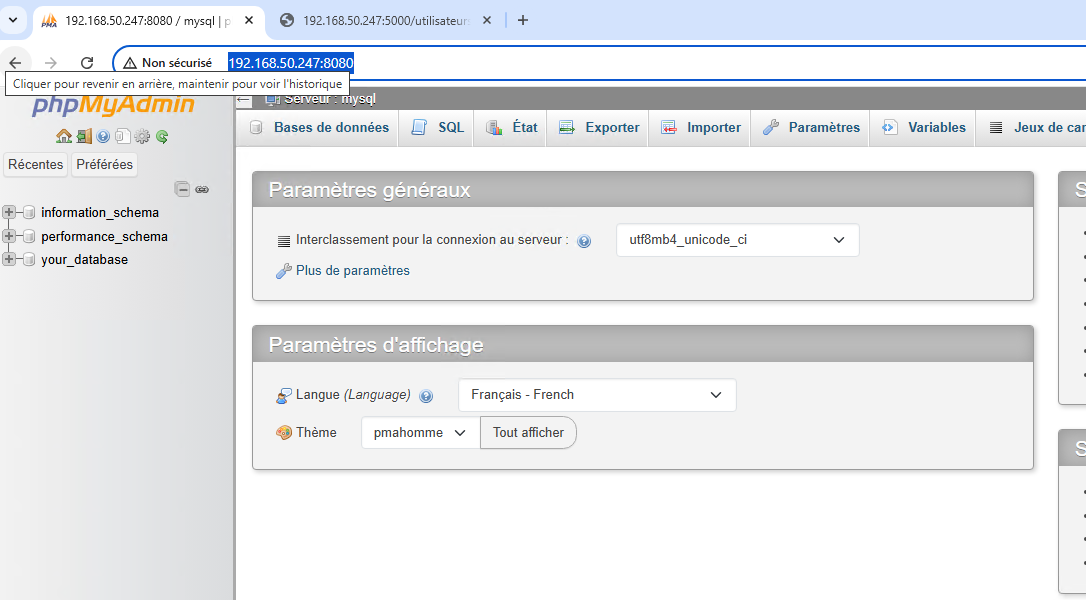 192.168.50.247:8080 / mysql | p
192.168.50.247:5000/utilisateurs
Non sécurisé 192.168.50.247:8080
Cliquer pour revenir en arrière, maintenir pour voir l'historique
phpMyAdmin
Serveur : mysql
Bases de données SQL État Exporter Importer Paramètres Variables Jeux de car
Récentes Préférées
information_schema
performance_schema
your_database
Paramètres généraux
Interclassement pour la connexion au serveur : utf8mb4_unicode_ci
Plus de paramètres
Paramètres d'affichage
Langue (Language) Français - French
Thème pmahomme Tout afficher
S
S